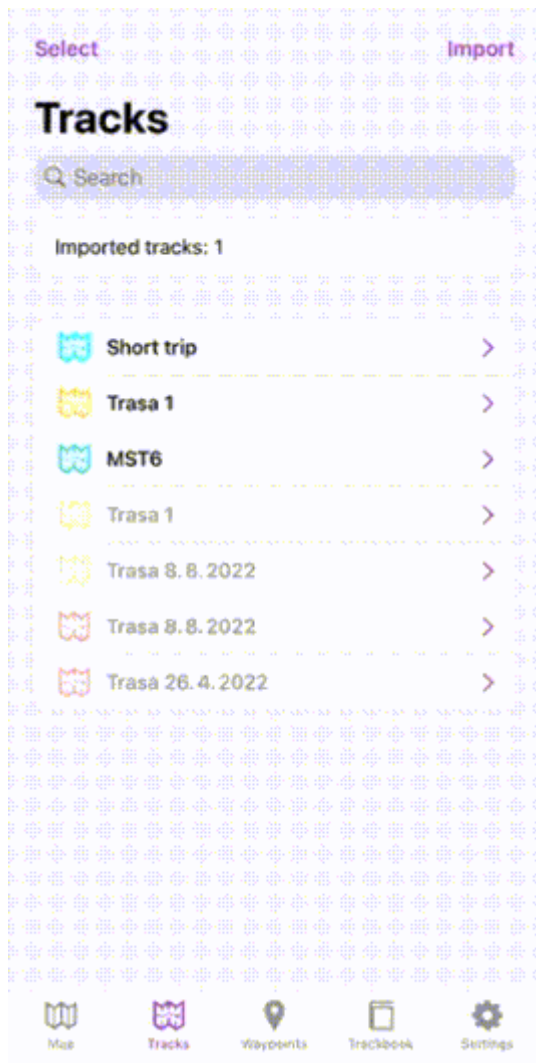 Select Import
Tracks
Search
Imported tracks: 1
Short trip
Trasa 1
MST6
Trasa 1
Trasa 8. 8. 2022
Trasa 8. 8. 2022
Trasa 26. 4. 2022
Map Tracks Waypoints Trackbook Settings